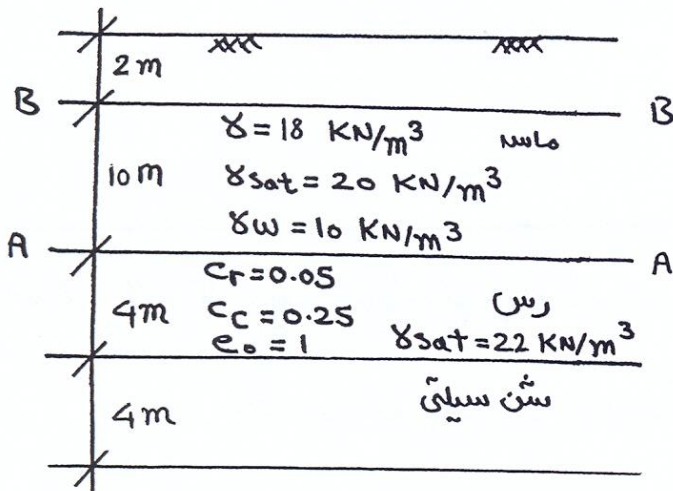 2m
B B
γ=18 KN/m³ ماسه
10m γsat=20 KN/m³
γw=10 KN/m³
A A
Cr=0.05
4m Cc=0.25 رس
e₀=1 γsat=22 KN/m³
4m شن سیلتی